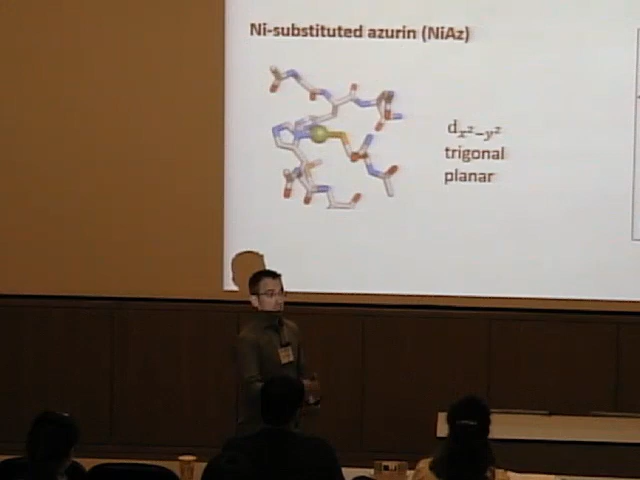 Ni-substituted azurin (NiAz)
dx²−y²
trigonal
planar